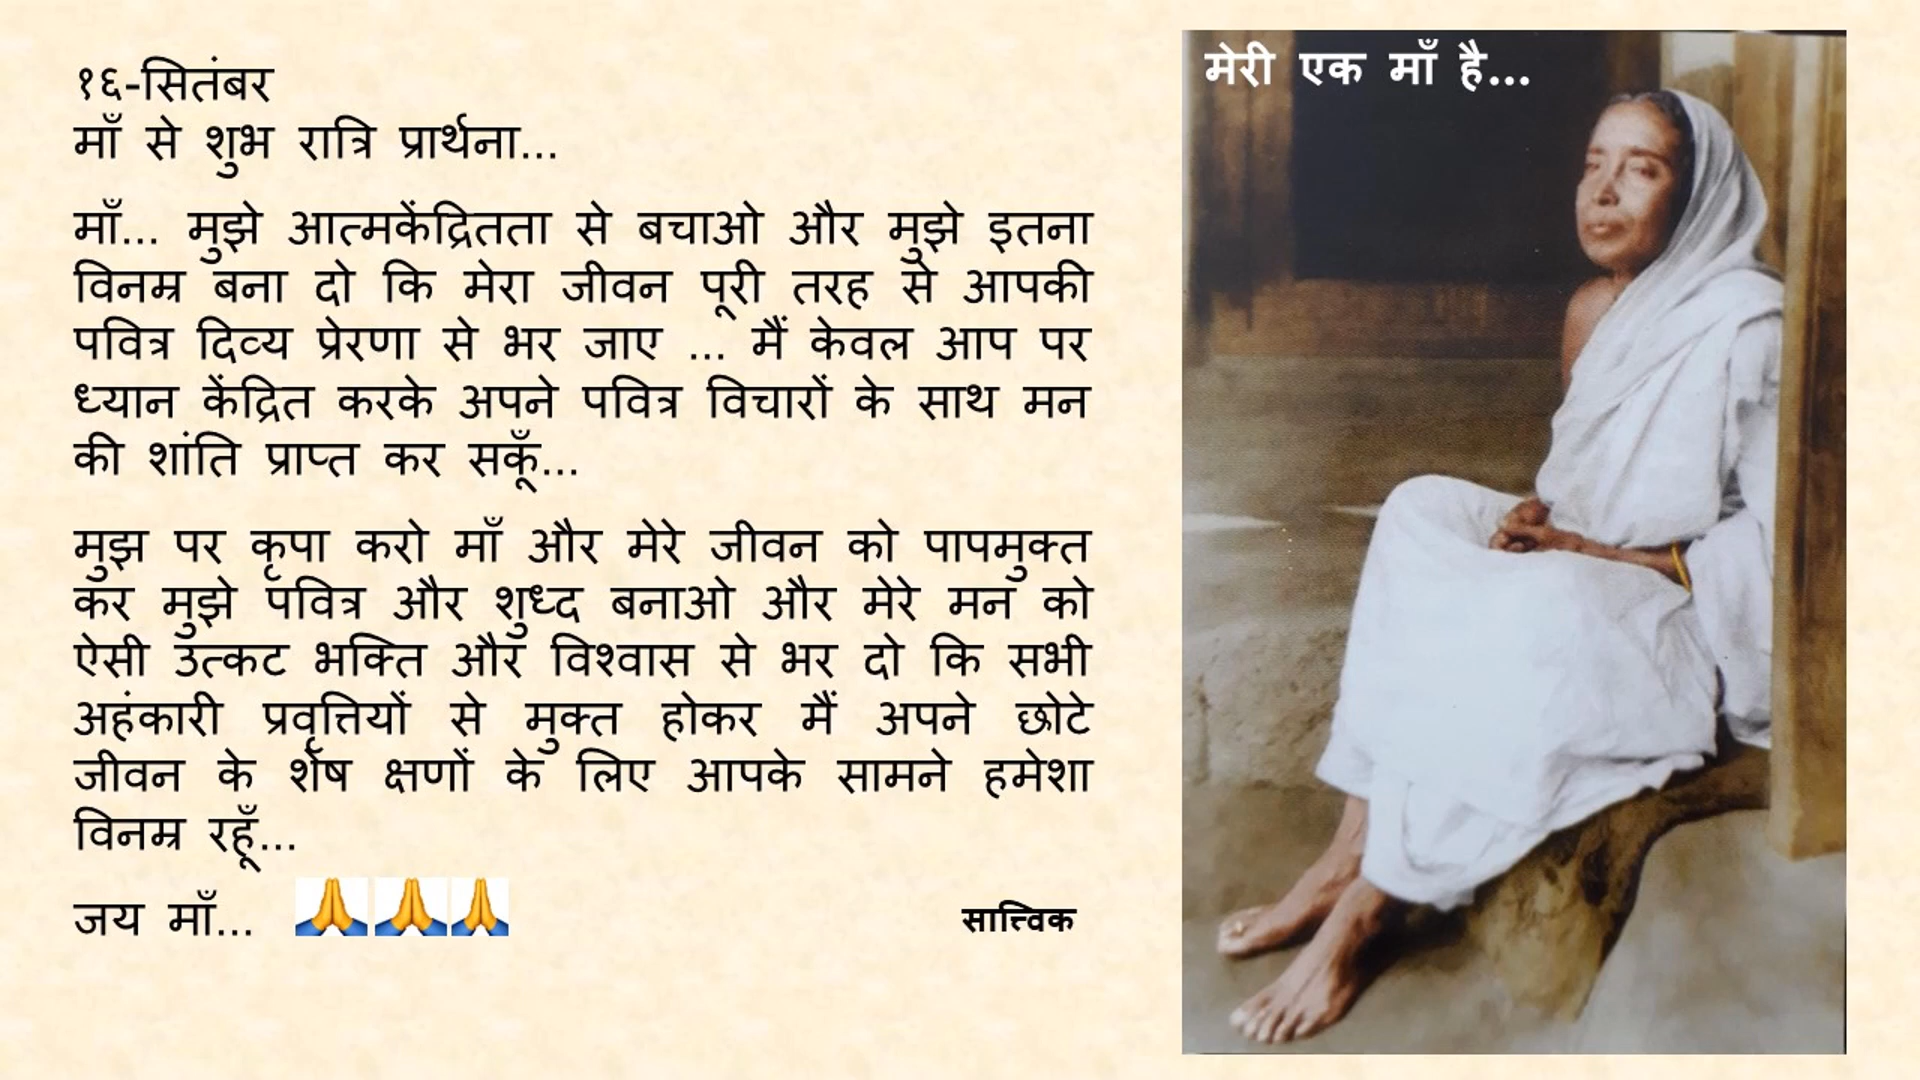 १६-सितंबर
माँ से शुभ रात्रि प्रार्थना...
माँ... मुझे आत्मकेंद्रितता से बचाओ और मुझे इतना
विनम्र बना दो कि मेरा जीवन पूरी तरह से आपकी
पवित्र दिव्य प्रेरणा से भर जाए ... मैं केवल आप पर
ध्यान केंद्रित करके अपने पवित्र विचारों के साथ मन
की शांति प्राप्त कर सकूँ...
मुझ पर कृपा करो माँ और मेरे जीवन को पापमुक्त
कर मुझे पवित्र और शुध्द बनाओ और मेरे मन को
ऐसी उत्कट भक्ति और विश्वास से भर दो कि सभी
अहंकारी प्रवृत्तियों से मुक्त होकर मैं अपने छोटे
जीवन के शेष क्षणों के लिए आपके सामने हमेशा
विनम्र रहूँ...
जय माँ... 🙏🙏🙏
सात्त्विक
मेरी एक माँ है...